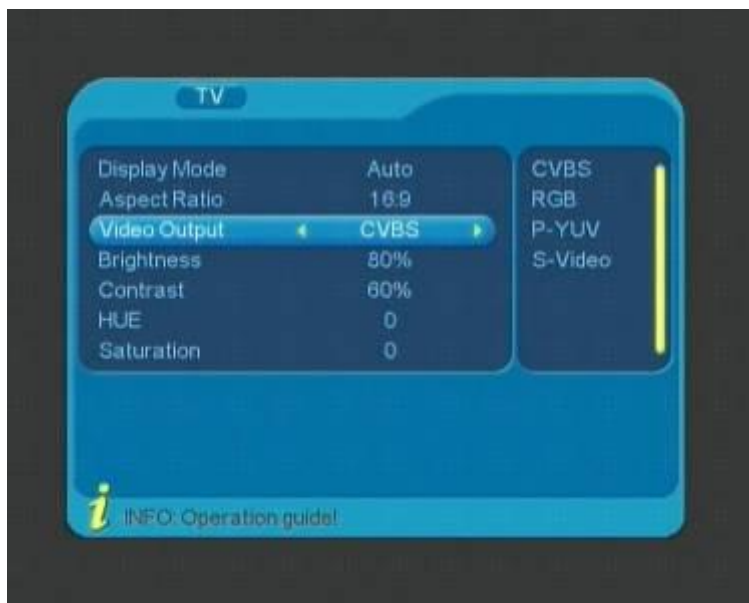 TV
Display Mode Auto
Aspect Ratio 16:9
Video Output CVBS
Brightness 80%
Contrast 60%
HUE 0
Saturation 0
CVBS
RGB
P-YUV
S-Video
INFO: Operation guide!